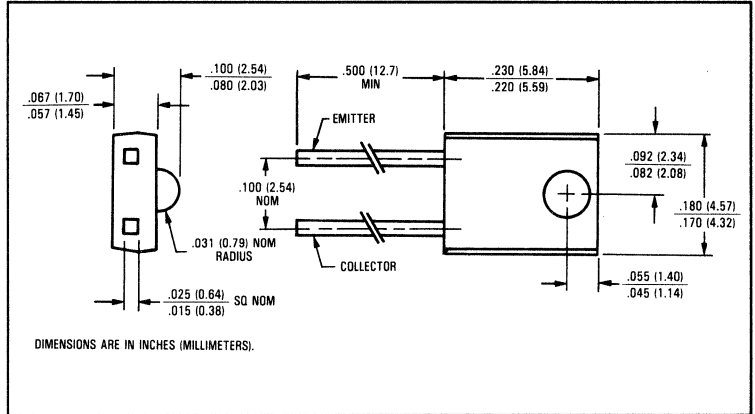 .100 (2.54)
.080 (2.03)
.067 (1.70)
.057 (1.45)
.500 (12.7)
MIN
.230 (5.84)
.220 (5.59)
EMITTER
.092 (2.34)
.082 (2.08)
.100 (2.54)
NOM
.180 (4.57)
.170 (4.32)
.031 (0.79) NOM
RADIUS
COLLECTOR
.055 (1.40)
.045 (1.14)
.025 (0.64)
.015 (0.38)
SQ NOM
DIMENSIONS ARE IN INCHES (MILLIMETERS).